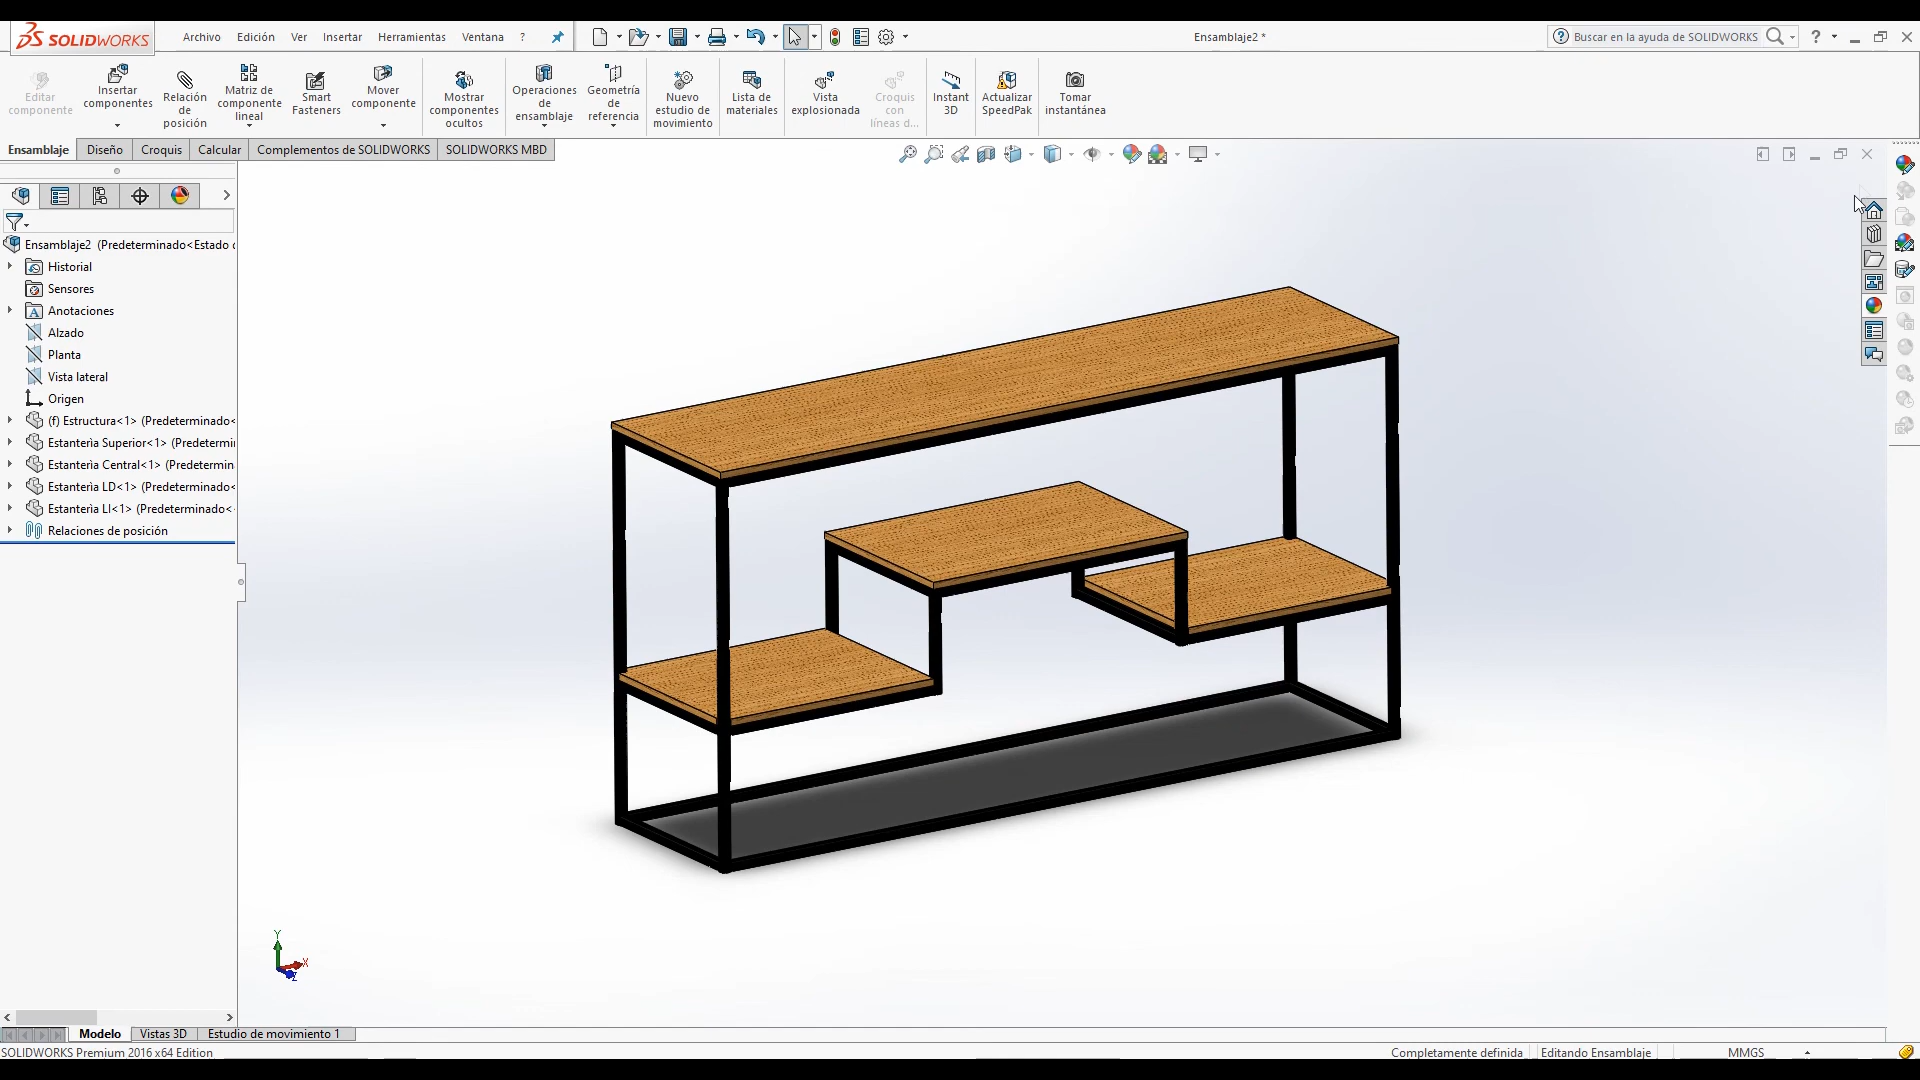 SOLIDWORKS
Archivo Edición Ver Insertar Herramientas Ventana ?
Ensamblaje2 *
Buscar en la ayuda de SOLIDWORKS
?
Editar componente
Insertar componentes
Relación de posición
Matriz de componente lineal
Smart Fasteners
Mover componente
Mostrar componentes ocultos
Operaciones de ensamblaje
Geometría de referencia
Nuevo estudio de movimiento
Lista de materiales
Vista explosionada
Croquis con líneas d...
Instant 3D
Actualizar SpeedPak
Tomar instantánea
Ensamblaje Diseño Croquis Calcular Complementos de SOLIDWORKS SOLIDWORKS MBD
Ensamblaje2 (Predeterminado<Estado
Historial
Sensores
Anotaciones
Alzado
Planta
Vista lateral
Origen
(f) Estructura<1> (Predeterminado<
Estanterìa Superior<1> (Predetermi
Estanterìa Central<1> (Predetermin
Estanterìa LD<1> (Predeterminado<
Estanterìa LI<1> (Predeterminado<
Relaciones de posición
Y
X
Z
Modelo Vistas 3D Estudio de movimiento 1
SOLIDWORKS Premium 2016 x64 Edition
Completamente definida Editando Ensamblaje MMGS